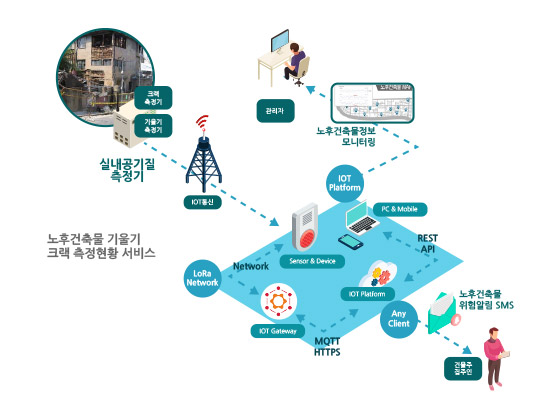 크랙
측정기
기울기
측정기
실내공기질
측정기
IOT통신
관리자
노후건축물 MAP
노후건축물정보
모니터링
IOT
Platform
PC & Mobile
REST
API
Sensor & Device
노후건축물 기울기
크랙 측정현황 서비스
Network
LoRa
Network
IOT Platform
IOT Gateway
MQTT
HTTPS
Any
Client
노후건축물
위험알림 SMS
건물주
집주인